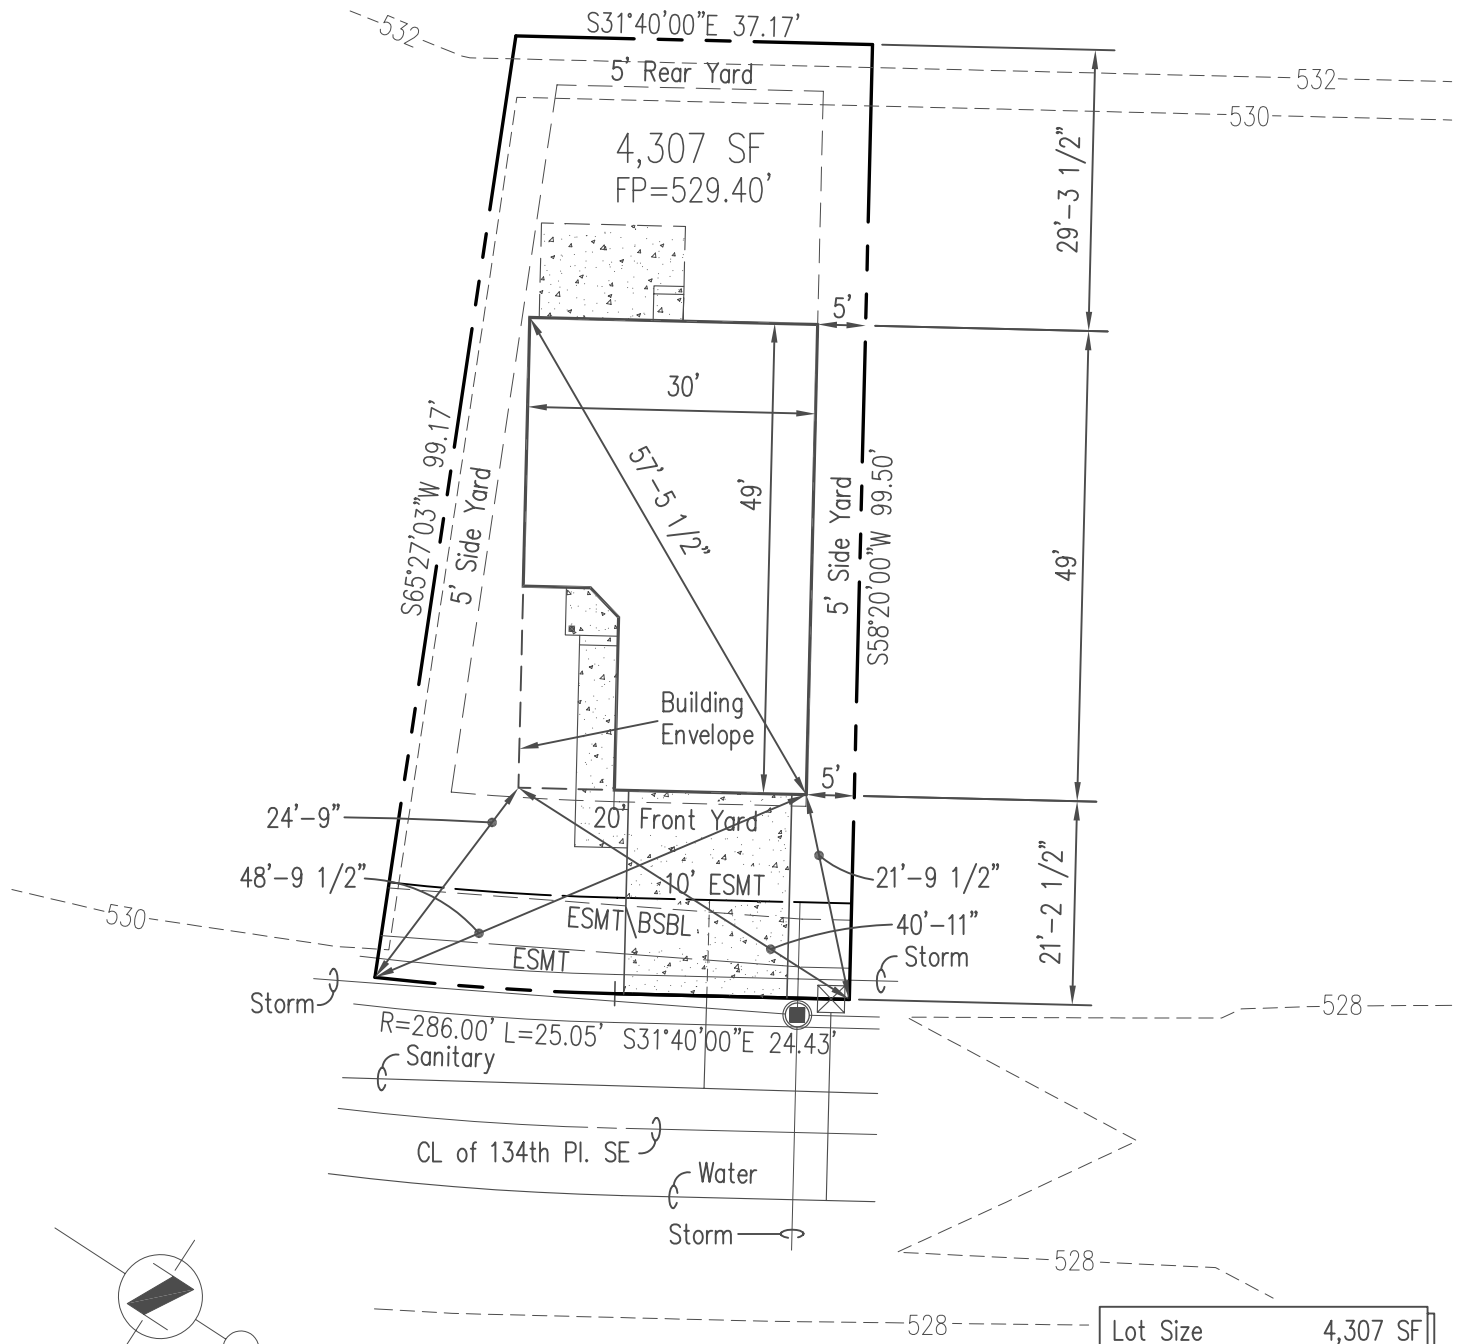 S31°40'00"E 37.17'
532
5' Rear Yard
532
530
4,307 SF
FP=529.40'
29'-3 1/2"
5'
30'
57'-5 1/2"
49'
S65°27'03"W 99.17'
5' Side Yard
5' Side Yard
S58°20'00"W 99.50'
49'
Building
Envelope
5'
24'-9"
20' Front Yard
48'-9 1/2"
10' ESMT
21'-9 1/2"
21'-2 1/2"
530
ESMT BSBL
40'-11"
ESMT
Storm
Storm
528
R=286.00' L=25.05' S31°40'00"E 24.43'
Sanitary
CL of 134th Pl. SE
Water
Storm
528
528
Lot Size 4,307 SF